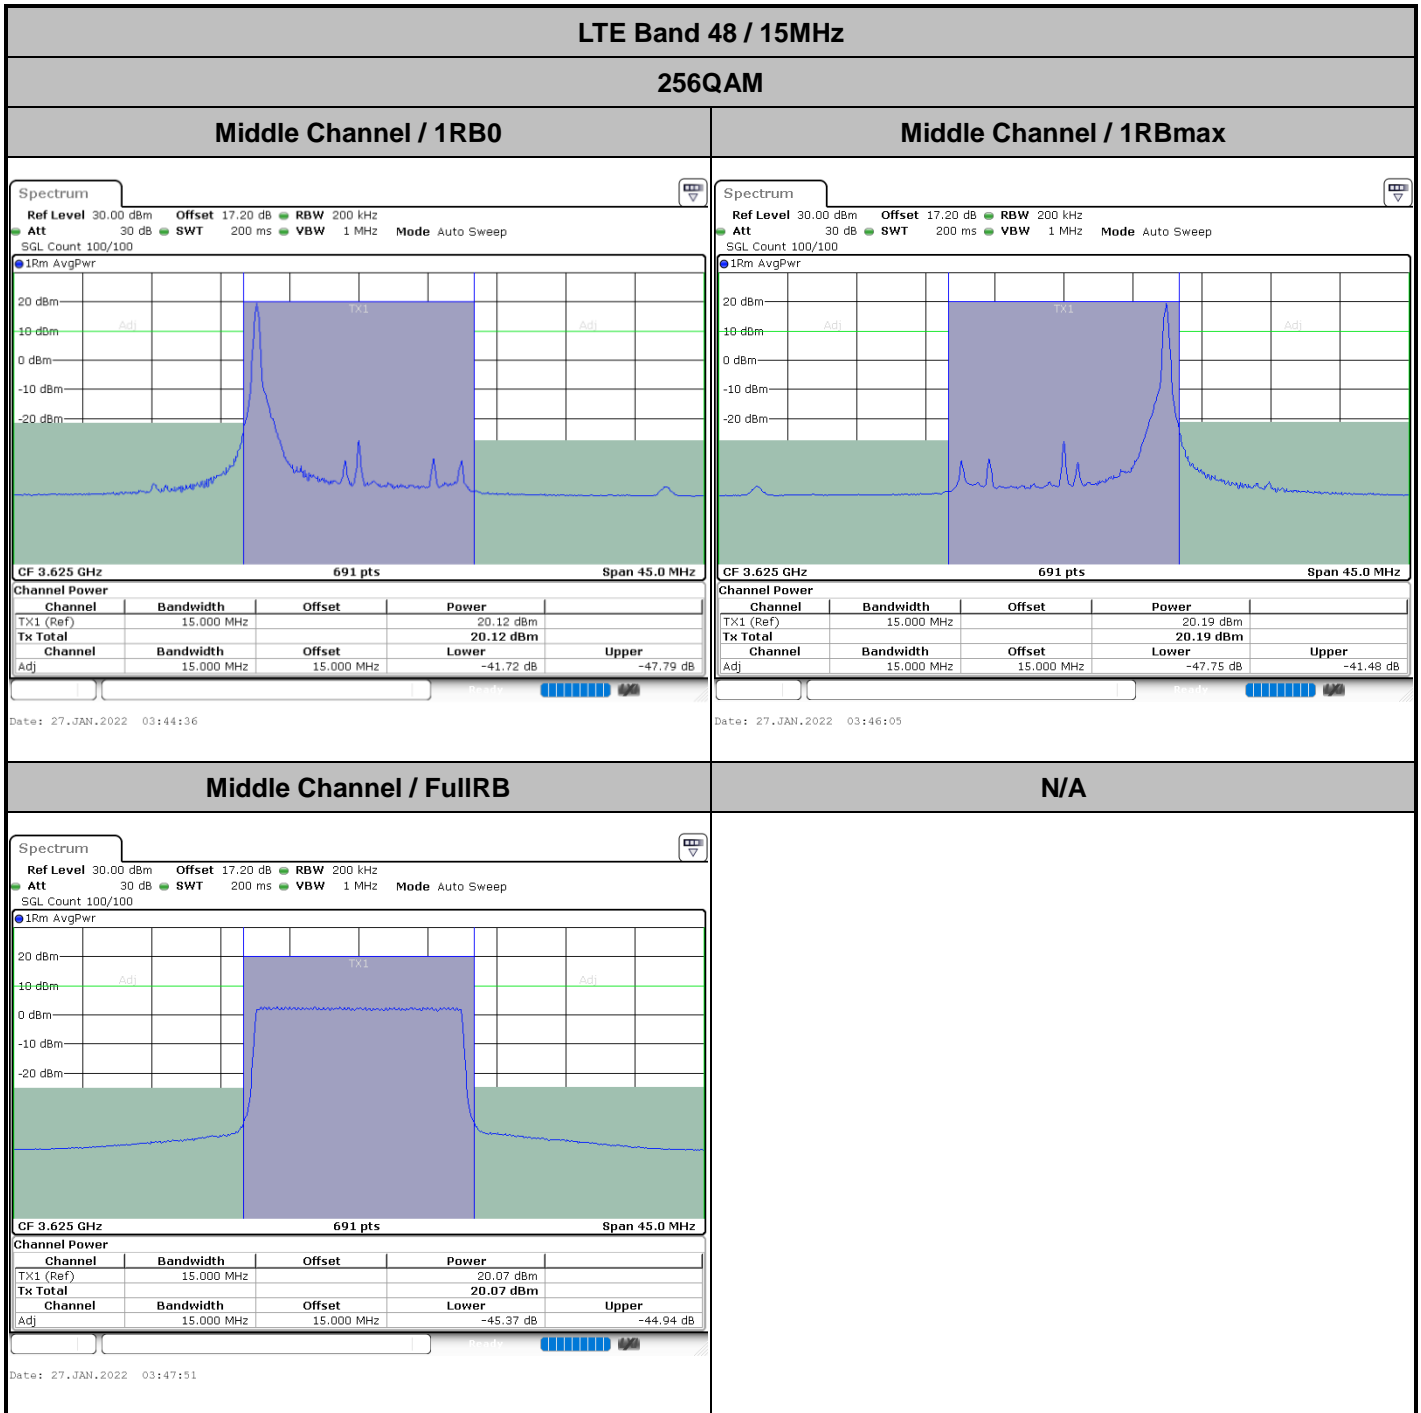 LTE Band 48 / 15MHz
256QAM
Middle Channel / 1RB0
Middle Channel / 1RBmax
Spectrum
Ref Level 30.00 dBm Offset 17.20 dB RBW 200 kHz
Att 30 dB SWT 200 ms VBW 1 MHz Mode Auto Sweep
SGL Count 100/100
1Rm AvgPwr
TX1
Adj
Adj
20 dBm
10 dBm
0 dBm
-10 dBm
-20 dBm
CF 3.625 GHz 691 pts Span 45.0 MHz
Channel Power
Channel Bandwidth Offset Power
TX1 (Ref) 15.000 MHz 20.12 dBm
Tx Total 20.12 dBm
Channel Bandwidth Offset Lower Upper
Adj 15.000 MHz 15.000 MHz -41.72 dB -47.79 dB
Ready
Date: 27.JAN.2022 03:44:36
Spectrum
Ref Level 30.00 dBm Offset 17.20 dB RBW 200 kHz
Att 30 dB SWT 200 ms VBW 1 MHz Mode Auto Sweep
SGL Count 100/100
1Rm AvgPwr
TX1
Adj
Adj
20 dBm
10 dBm
0 dBm
-10 dBm
-20 dBm
CF 3.625 GHz 691 pts Span 45.0 MHz
Channel Power
Channel Bandwidth Offset Power
TX1 (Ref) 15.000 MHz 20.19 dBm
Tx Total 20.19 dBm
Channel Bandwidth Offset Lower Upper
Adj 15.000 MHz 15.000 MHz -47.75 dB -41.48 dB
Ready
Date: 27.JAN.2022 03:46:05
Middle Channel / FullRB
N/A
Spectrum
Ref Level 30.00 dBm Offset 17.20 dB RBW 200 kHz
Att 30 dB SWT 200 ms VBW 1 MHz Mode Auto Sweep
SGL Count 100/100
1Rm AvgPwr
TX1
Adj
Adj
20 dBm
10 dBm
0 dBm
-10 dBm
-20 dBm
CF 3.625 GHz 691 pts Span 45.0 MHz
Channel Power
Channel Bandwidth Offset Power
TX1 (Ref) 15.000 MHz 20.07 dBm
Tx Total 20.07 dBm
Channel Bandwidth Offset Lower Upper
Adj 15.000 MHz 15.000 MHz -45.37 dB -44.94 dB
Ready
Date: 27.JAN.2022 03:47:51